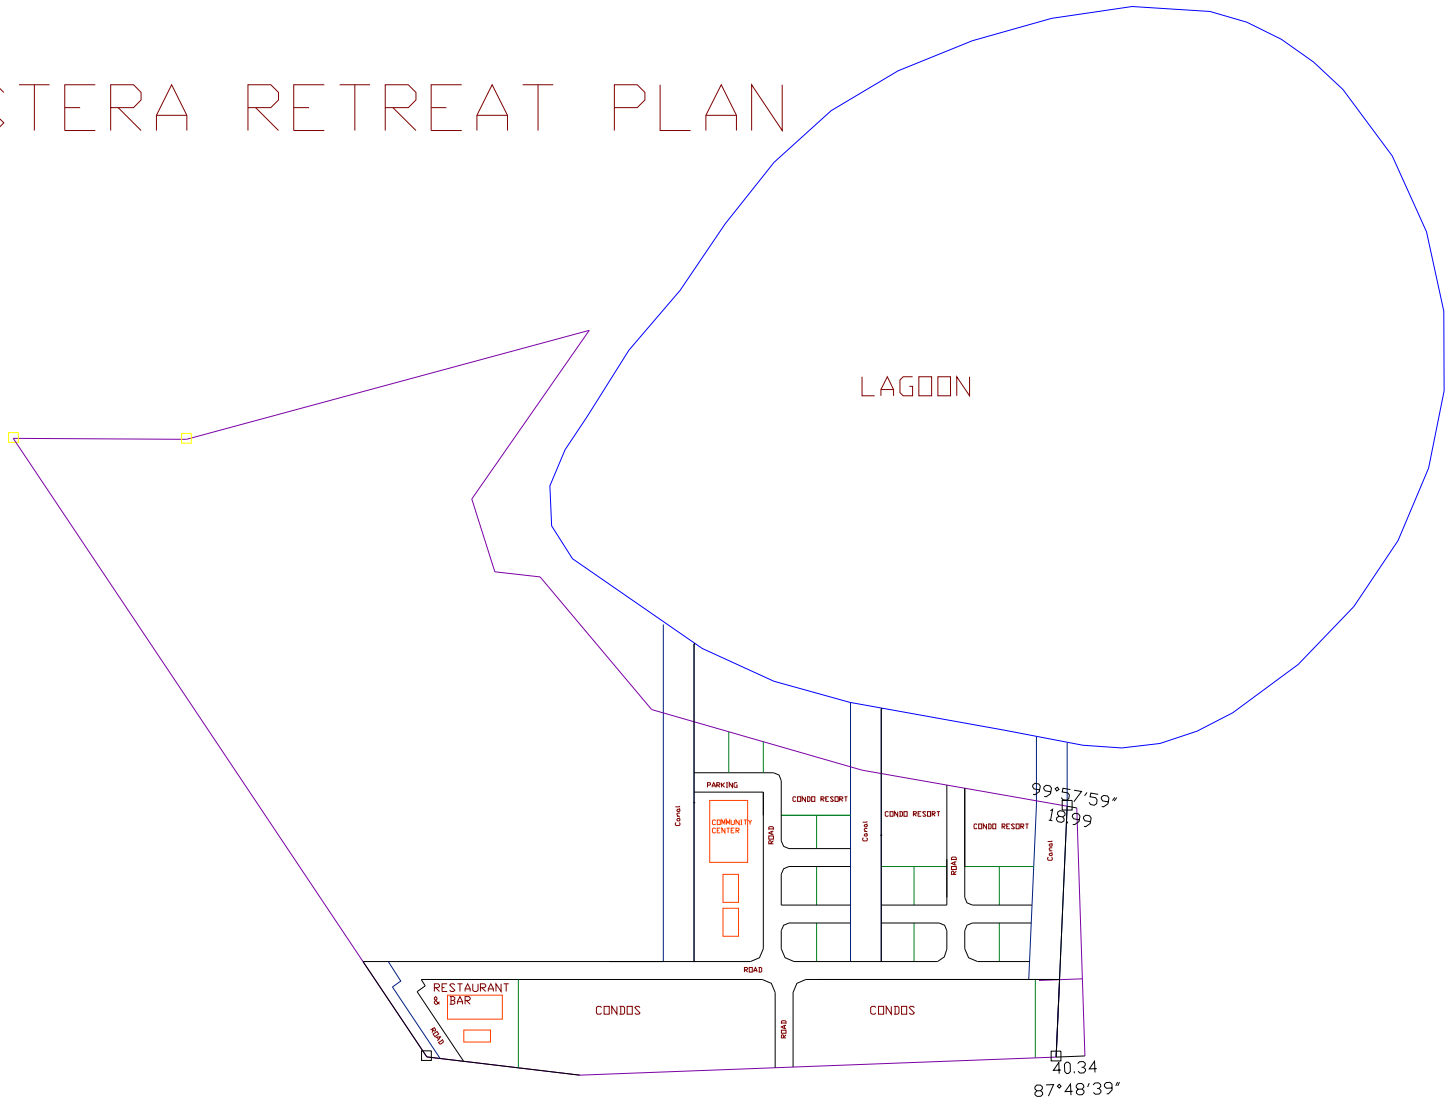 RETREAT PLAN
LAGOON
99°57'59"
18.99
PARKING
CONDO RESORT
CONDO RESORT
CONDO RESORT
Canal
COMMUNITY
CENTER
ROAD
Canal
Canal
ROAD
ROAD
RESTAURANT
& BAR
CONDOS
CONDOS
ROAD
ROAD
40.34
87°48'39"